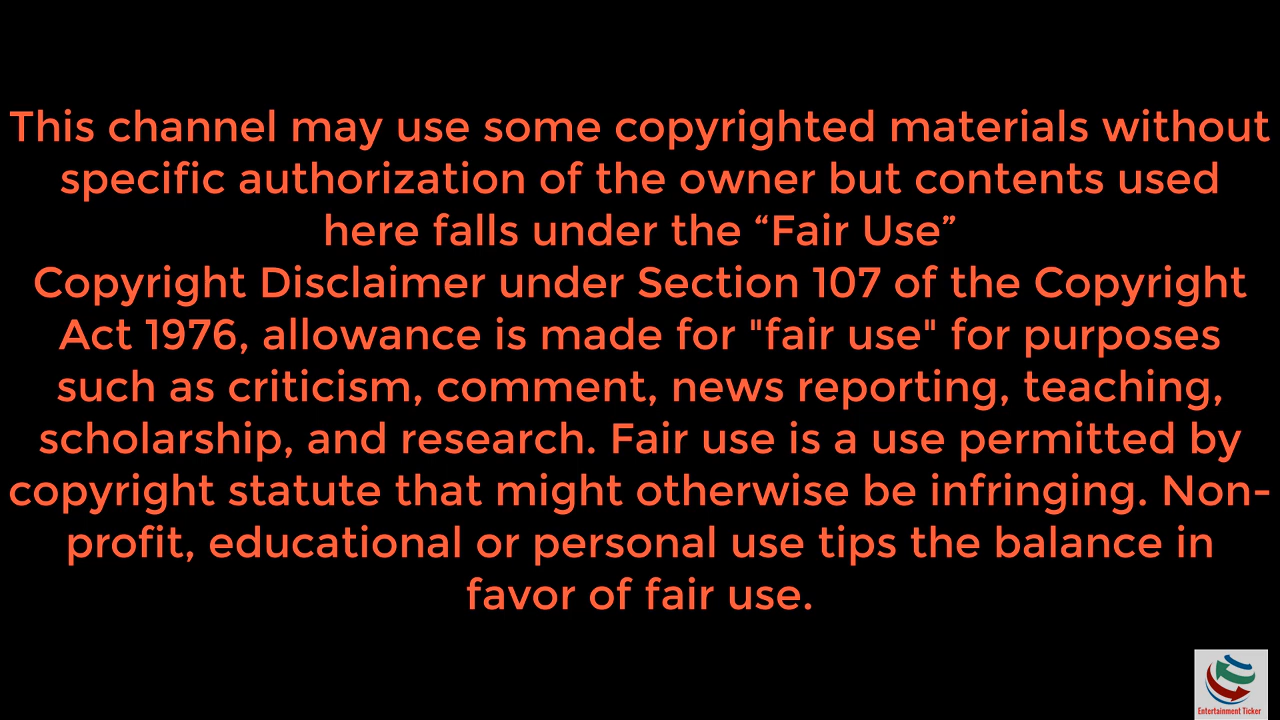 This channel may use some copyrighted materials without
specific authorization of the owner but contents used
here falls under the “Fair Use”
Copyright Disclaimer under Section 107 of the Copyright
Act 1976, allowance is made for "fair use" for purposes
such as criticism, comment, news reporting, teaching,
scholarship, and research. Fair use is a use permitted by
copyright statute that might otherwise be infringing. Non-
profit, educational or personal use tips the balance in
favor of fair use.
Entertainment Ticker